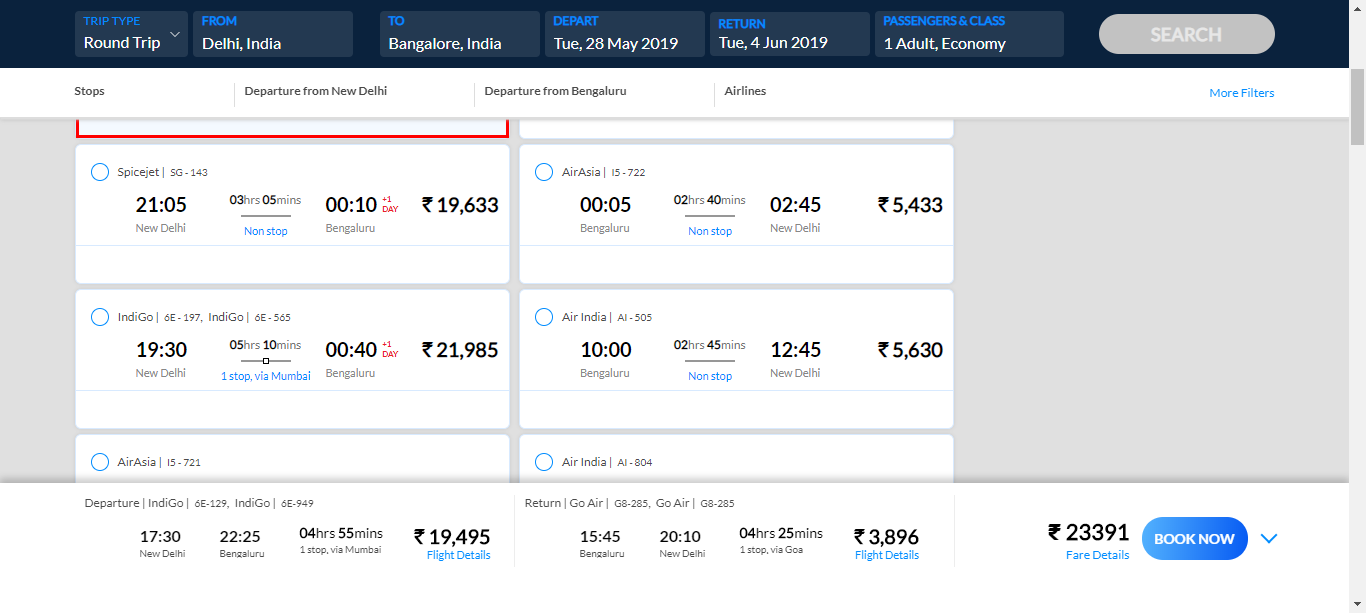 TRIP TYPE
Round Trip
FROM
Delhi, India
TO
Bangalore, India
DEPART
Tue, 28 May 2019
RETURN
Tue, 4 Jun 2019
PASSENGERS & CLASS
1 Adult, Economy
SEARCH
Stops
Departure from New Delhi
Departure from Bengaluru
Airlines
More Filters
Spicejet | SG - 143
21:05
New Delhi
03hrs 05mins
Non stop
00:10 +1 DAY
Bengaluru
₹ 19,633
AirAsia | I5 - 722
00:05
Bengaluru
02hrs 40mins
Non stop
02:45
New Delhi
₹ 5,433
IndiGo | 6E - 197, IndiGo | 6E - 565
19:30
New Delhi
05hrs 10mins
1 stop, via Mumbai
00:40 +1 DAY
Bengaluru
₹ 21,985
Air India | AI - 505
10:00
Bengaluru
02hrs 45mins
Non stop
12:45
New Delhi
₹ 5,630
AirAsia | I5 - 721
Air India | AI - 804
Departure | IndiGo | 6E-129, IndiGo | 6E-949
17:30
New Delhi
22:25
Bengaluru
04hrs 55mins
1 stop, via Mumbai
₹ 19,495
Flight Details
Return | Go Air | G8-285, Go Air | G8-285
15:45
Bengaluru
20:10
New Delhi
04hrs 25mins
1 stop, via Goa
₹ 3,896
Flight Details
₹ 23391
Fare Details
BOOK NOW